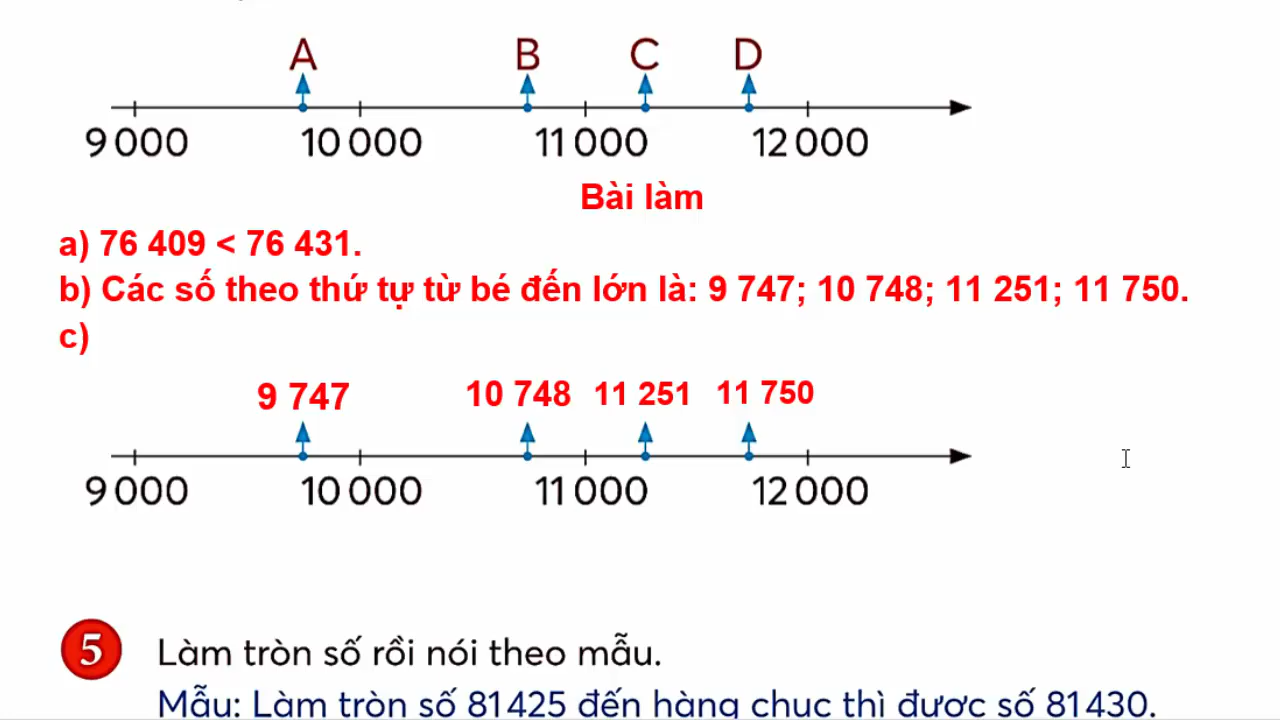 A B C D
9 000 10 000 11 000 12 000
Bài làm
a) 76 409 < 76 431.
b) Các số theo thứ tự từ bé đến lớn là: 9 747; 10 748; 11 251; 11 750.
c)
9 747 10 748 11 251 11 750
9 000 10 000 11 000 12 000
5 Làm tròn số rồi nói theo mẫu.
Mẫu: Làm tròn số 81 425 đến hàng chục thì được số 81 430.